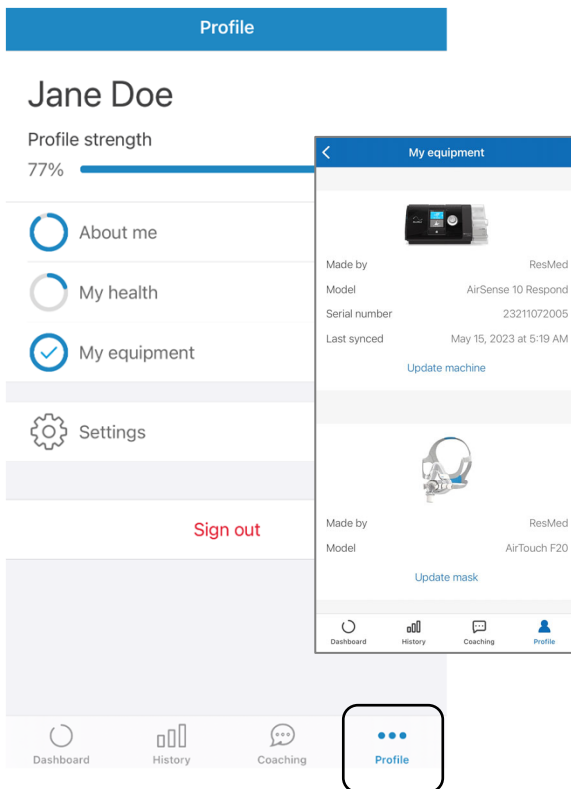 Profile
Jane Doe
Profile strength
77%
About me
My health
My equipment
Settings
Sign out
Dashboard History Coaching Profile
My equipment
Made by ResMed
Model AirSense 10 Respond
Serial number 23211072005
Last synced May 15, 2023 at 5:19 AM
Update machine
Made by ResMed
Model AirTouch F20
Update mask
Dashboard History Coaching Profile